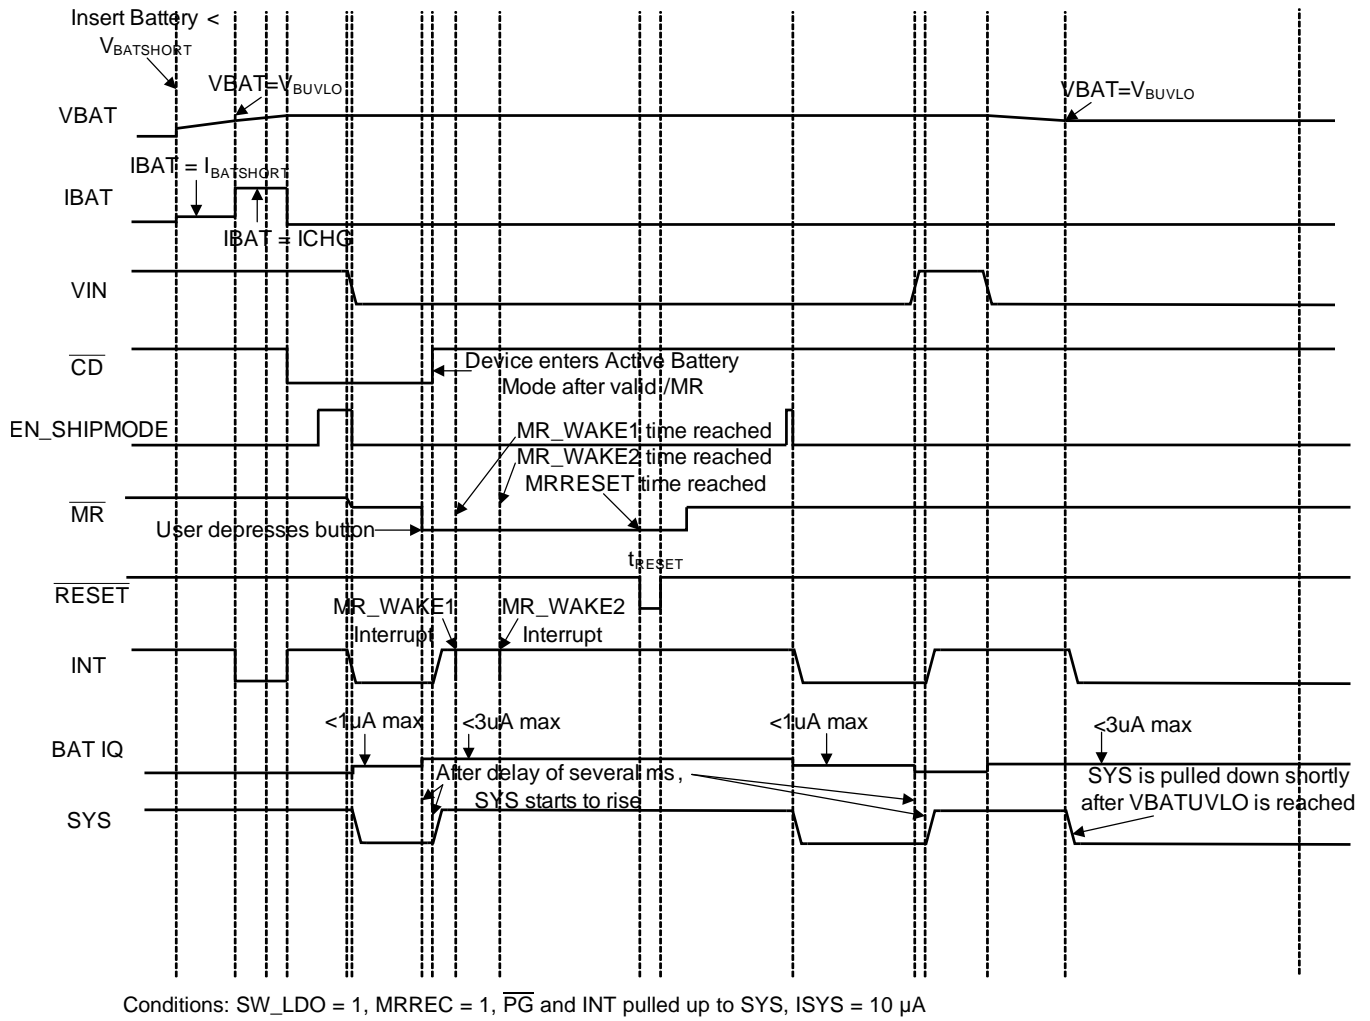 Insert Battery <
VBATSHORT
VBAT=VBUVLO
VBAT=VBUVLO
VBAT
IBAT = IBATSHORT
IBAT
IBAT = ICHG
VIN
CD
Device enters Active Battery
Mode after valid /MR
EN_SHIPMODE
MR_WAKE1 time reached
MR_WAKE2 time reached
MRRESET time reached
MR
User depresses button
tRESET
RESET
MR_WAKE1
Interrupt
MR_WAKE2
Interrupt
INT
<1uA max
<3uA max
<1uA max
<3uA max
BAT IQ
After delay of several ms,
SYS starts to rise
SYS is pulled down shortly
after VBATUVLO is reached
SYS
Conditions: SW_LDO = 1, MRREC = 1, PG and INT pulled up to SYS, ISYS = 10 µA